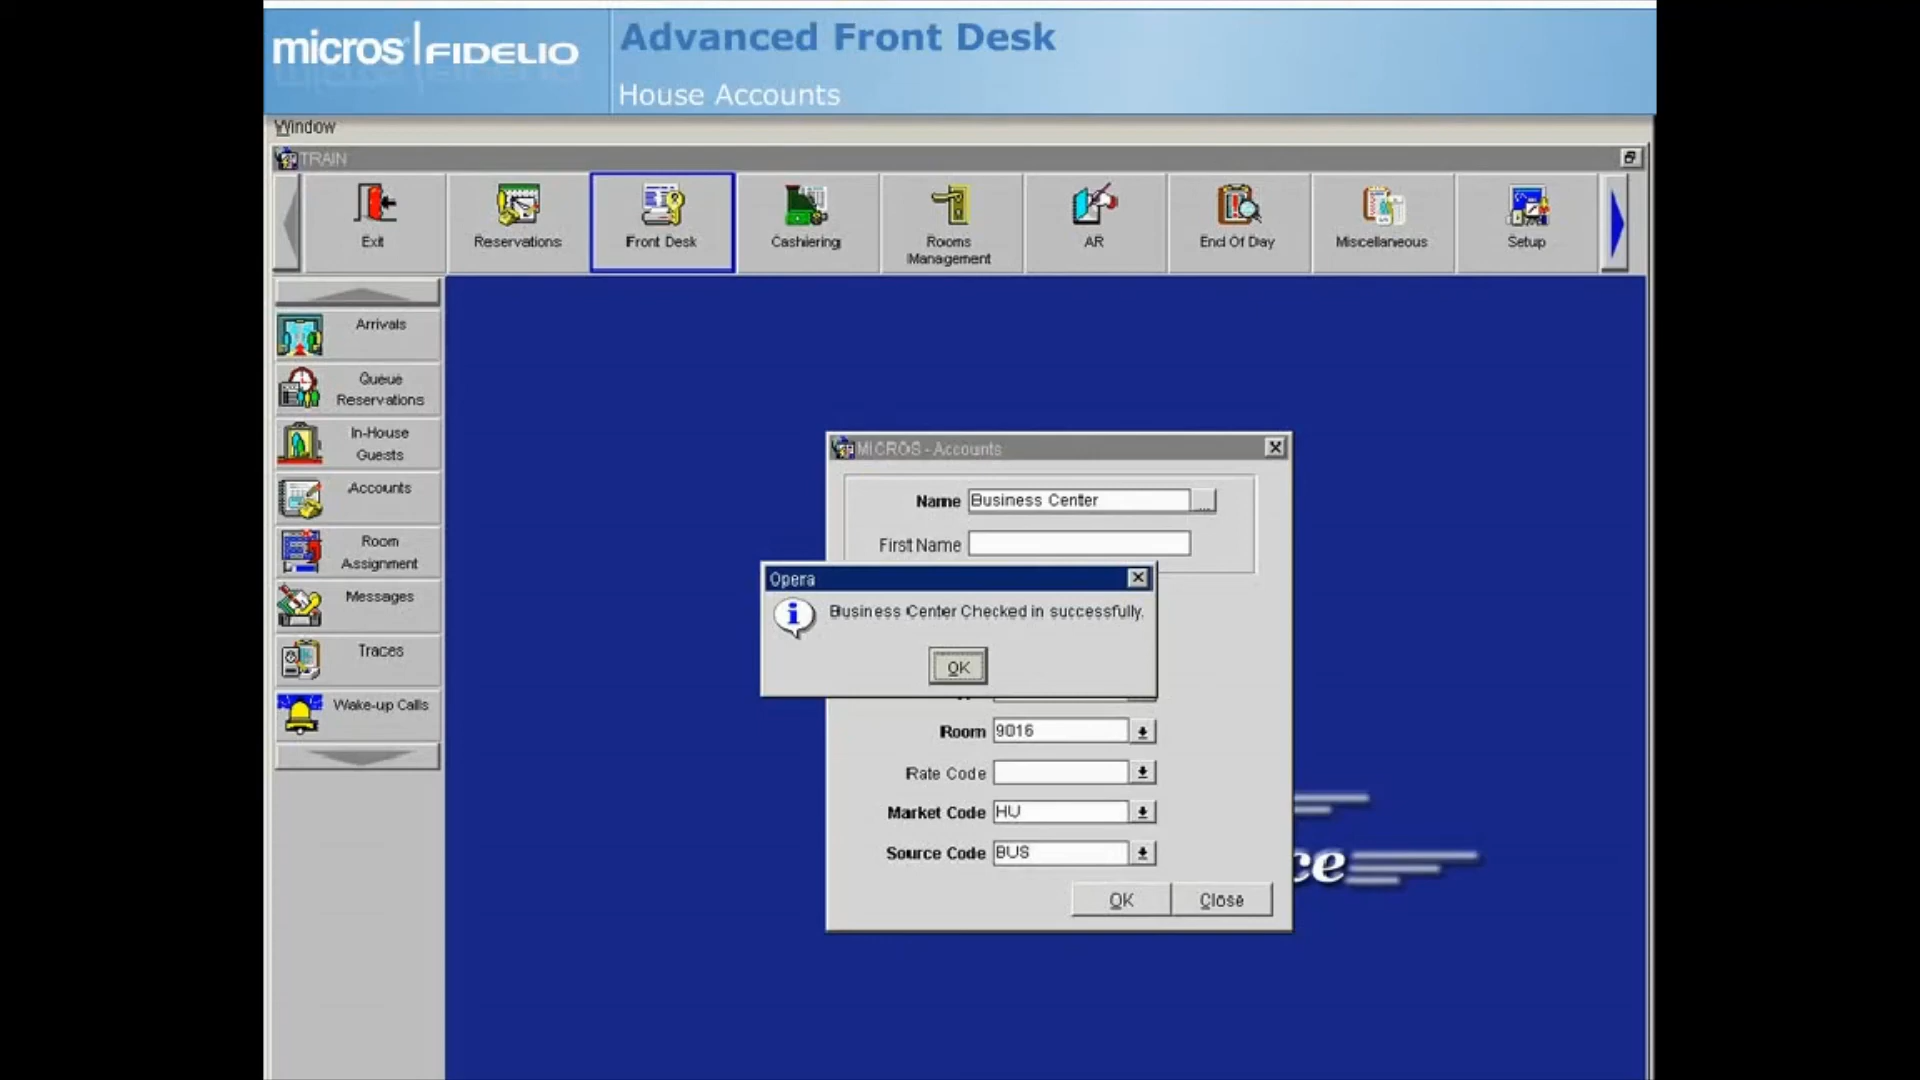 micros FIDELIO
Advanced Front Desk
House Accounts
Window
TRAIN
Exit
Reservations
Front Desk
Cashiering
Rooms
Management
AR
End Of Day
Miscellaneous
Setup
Arrivals
Queue
Reservations
In-House
Guests
Accounts
Room
Assignment
Messages
Traces
Wake-up Calls
MICROS - Accounts
Name Business Center ...
First Name
Opera
Business Center Checked in successfully.
OK
Room 9016
Rate Code
Market Code HU
Source Code BUS
OK Close
ce